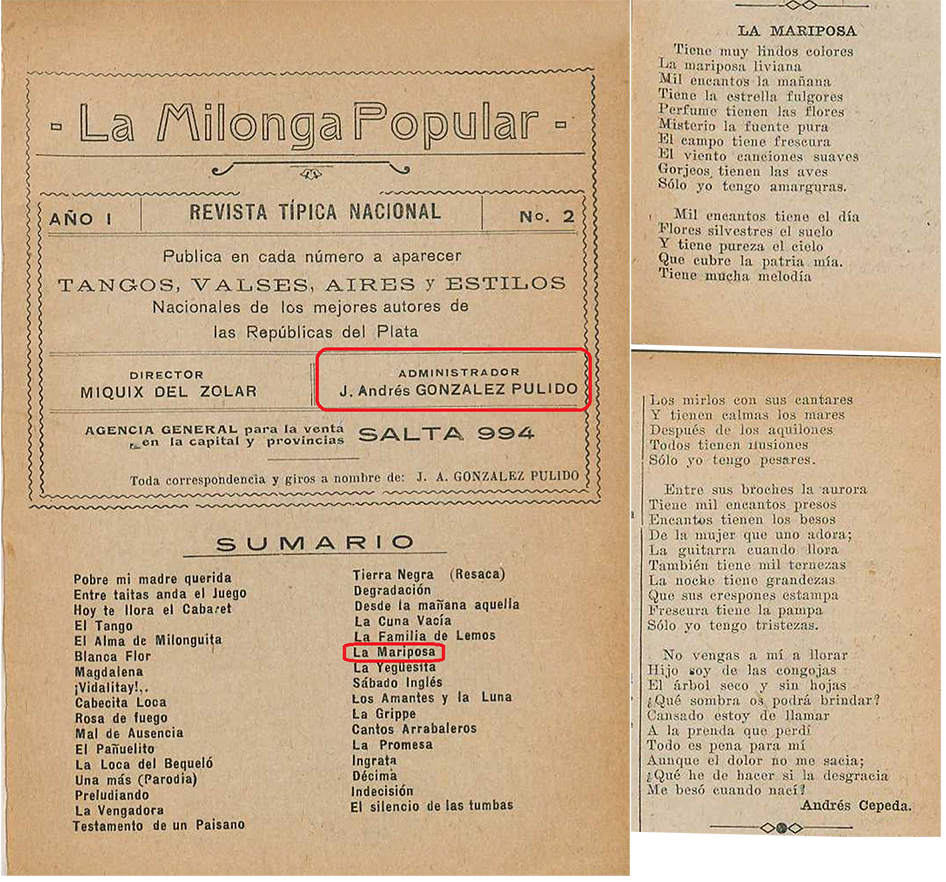 - La Milonga Popular -
AÑO I
REVISTA TÍPICA NACIONAL
No. 2
Publica en cada número a aparecer
TANGOS, VALSES, AIRES y ESTILOS
Nacionales de los mejores autores de
las Repúblicas del Plata
DIRECTOR
MIQUIX DEL ZOLAR
ADMINISTRADOR
J. Andrés GONZALEZ PULIDO
AGENCIA GENERAL para la venta
en la capital y provincias
SALTA 994
Toda correspondencia y giros a nombre de: J. A. GONZALEZ PULIDO
SUMARIO
Pobre mi madre querida
Entre taitas anda el Juego
Hoy te llora el Cabaret
El Tango
El Alma de Milonguita
Blanca Flor
Magdalena
¡Vidalitay!,.
Cabecita Loca
Rosa de fuego
Mal de Ausencia
El Pañuelito
La Loca del Bequeló
Una más (Parodia)
Preludiando
La Vengadora
Testamento de un Paisano
Tierra Negra (Resaca)
Degradación
Desde la mañana aquella
La Cuna Vacía
La Familia de Lemos
La Mariposa
La Yegüesita
Sábado Inglés
Los Amantes y la Luna
La Grippe
Cantos Arrabaleros
La Promesa
Ingrata
Décima
Indecisión
El silencio de las tumbas
LA MARIPOSA
Tiene muy lindos colores
La mariposa liviana
Mil encantos la mañana
Tiene la estrella fulgores
Perfume tienen las flores
Misterio la fuente pura
El campo tiene frescura
El viento canciones suaves
Gorjeos tienen las aves
Sólo yo tengo amarguras.
Mil encantos tiene el día
Flores silvestres el suelo
Y tiene pureza el cielo
Que cubre la patria mía.
Tiene mucha melodía
Los mirlos con sus cantares
Y tienen calmas los mares
Después de los aquilones
Todos tienen ilusiones
Sólo yo tengo pesares.
Entre sus broches la aurora
Tiene mil encantos presos
Encantos tienen los besos
De la mujer que uno adora;
La guitarra cuando llora
También tiene mil ternezas
La noche tiene grandezas
Que sus crespones estampa
Frescura tiene la pampa
Sólo yo tengo tristezas.
No vengas a mí a llorar
Hijo soy de las congojas
El árbol seco y sin hojas
¿Qué sombra os podrá brindar?
Cansado estoy de llamar
A la prenda que perdí
Todo es pena para mí
Aunque el dolor no me sacia;
¿Qué he de hacer si la desgracia
Me besó cuando nací?
Andrés Cepeda.